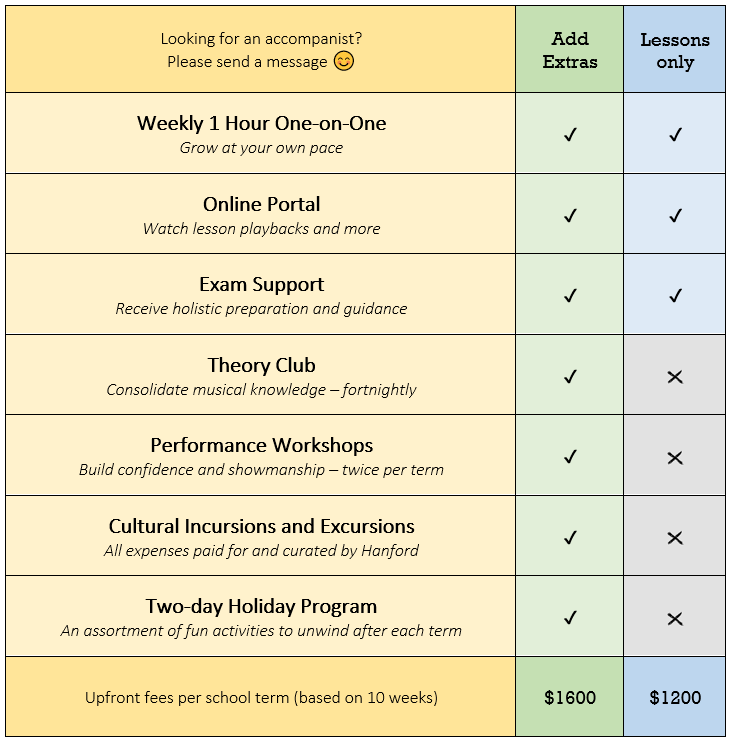 Looking for an accompanist?
Please send a message 😊
Add
Extras
Lessons
only
Weekly 1 Hour One-on-One
Grow at your own pace
✓ ✓
Online Portal
Watch lesson playbacks and more
✓ ✓
Exam Support
Receive holistic preparation and guidance
✓ ✓
Theory Club
Consolidate musical knowledge – fortnightly
✓ ✕
Performance Workshops
Build confidence and showmanship – twice per term
✓ ✕
Cultural Incursions and Excursions
All expenses paid for and curated by Hanford
✓ ✕
Two-day Holiday Program
An assortment of fun activities to unwind after each term
✓ ✕
Upfront fees per school term (based on 10 weeks) $1600 $1200